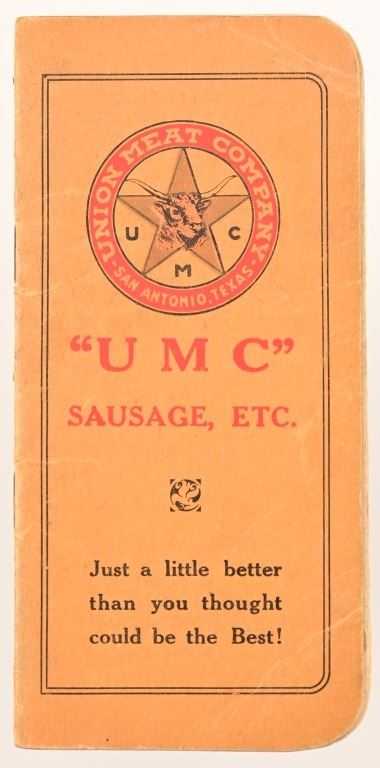 UNION MEAT COMPANY
U C
M
- SAN ANTONIO, TEXAS -
"U M C"
SAUSAGE, ETC.
Just a little better
than you thought
could be the Best!